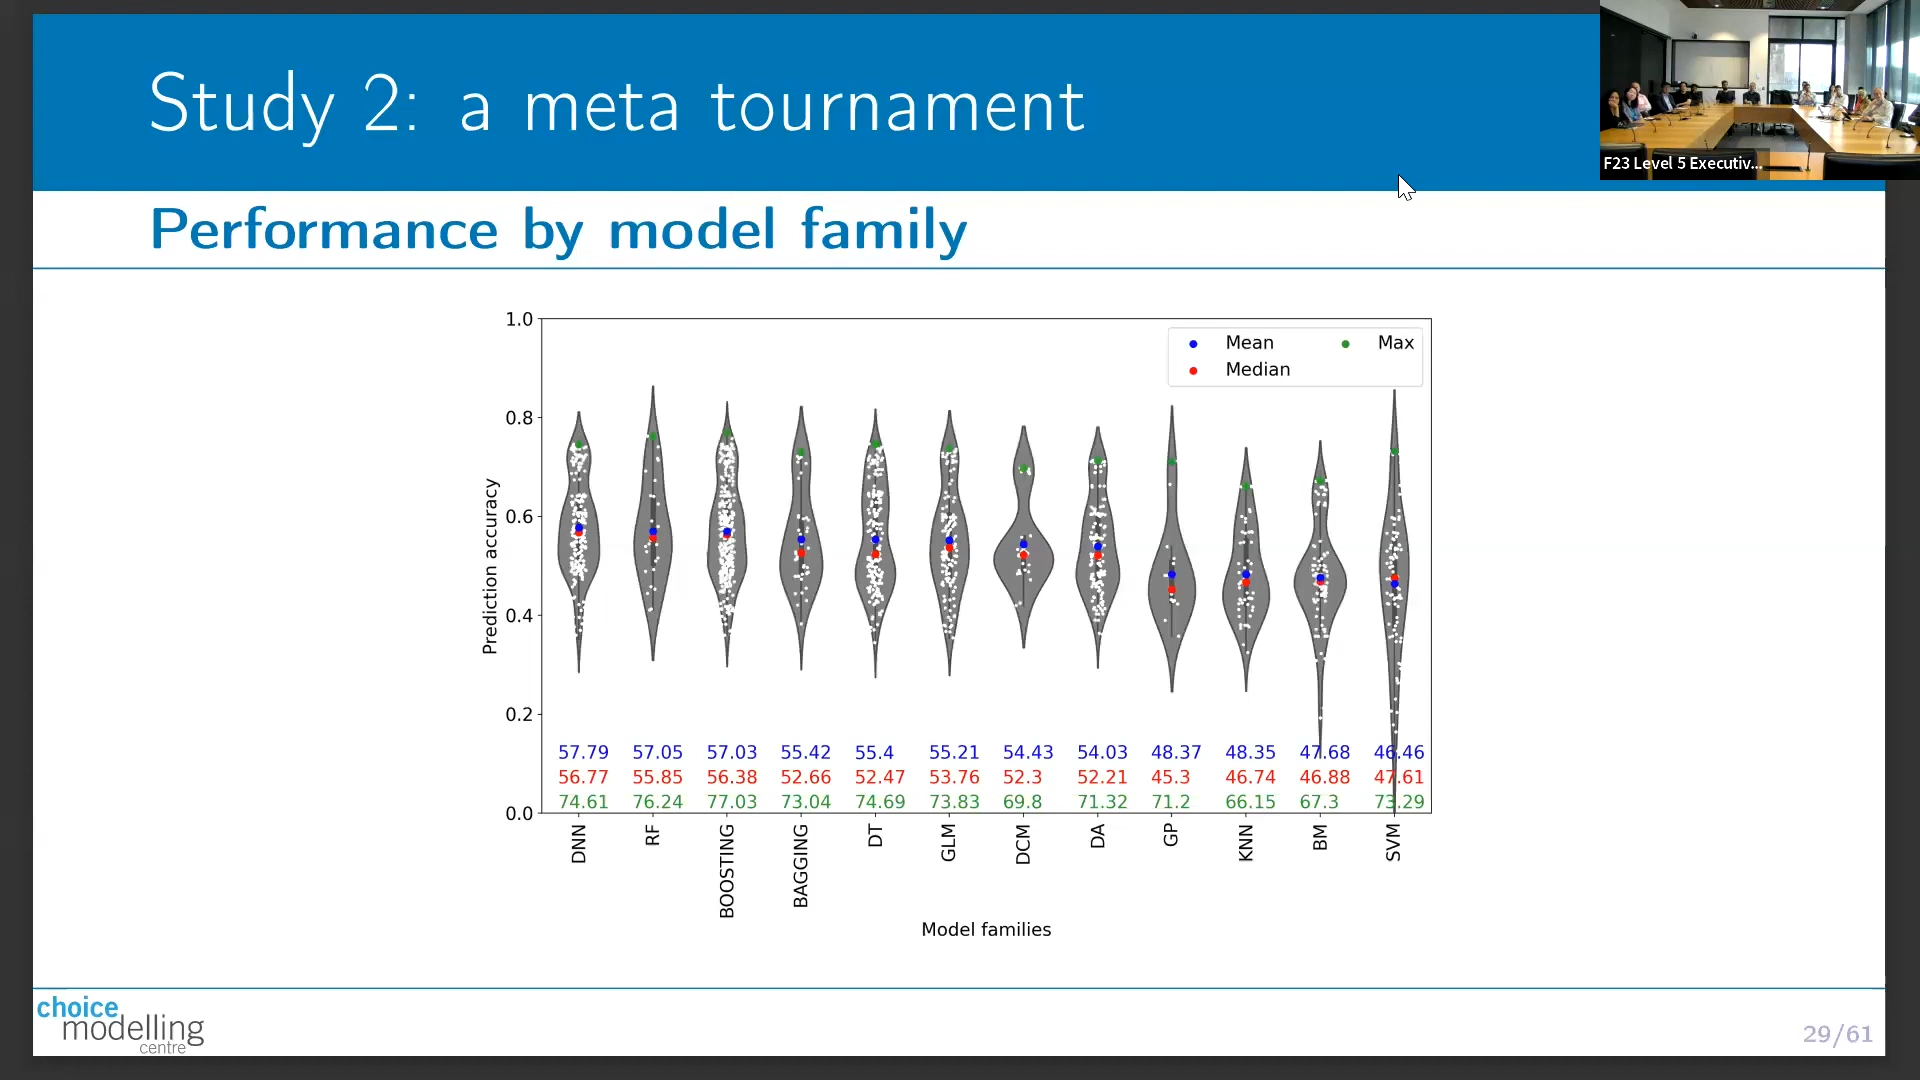 Study 2: a meta tournament
F23 Level 5 Executiv...
Performance by model family
Mean
Median
Max
Prediction accuracy
1.0
0.8
0.6
0.4
0.2
0.0
57.79 57.05 57.03 55.42 55.4 55.21 54.43 54.03 48.37 48.35 47.68 46.46
56.77 55.85 56.38 52.66 52.47 53.76 52.3 52.21 45.3 46.74 46.88 47.61
74.61 76.24 77.03 73.04 74.69 73.83 69.8 71.32 71.2 66.15 67.3 73.29
DNN RF BOOSTING BAGGING DT GLM DCM DA GP KNN BM SVM
Model families
choice
modelling
centre
29/61